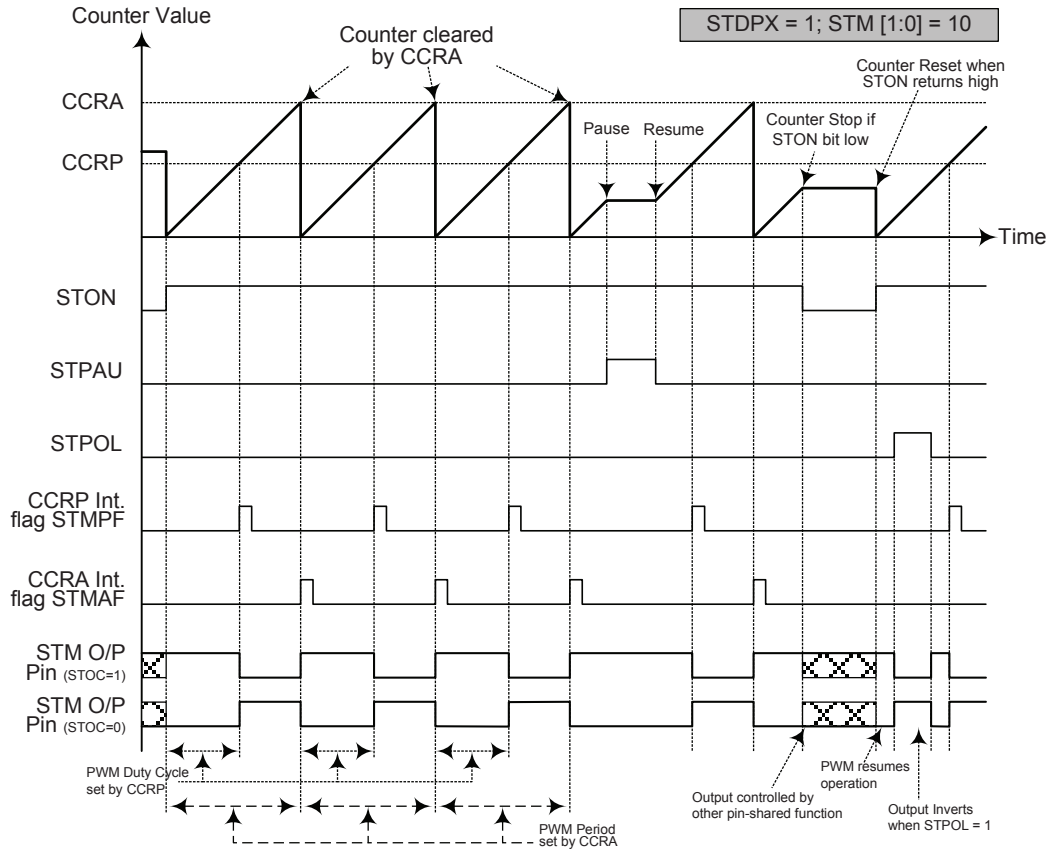 Counter Value
STDPX = 1; STM [1:0] = 10
Counter cleared
by CCRA
Counter Reset when
STON returns high
CCRA
Counter Stop if
STON bit low
Pause
Resume
CCRP
Time
STON
STPAU
STPOL
CCRP Int.
flag STMPF
CCRA Int.
flag STMAF
STM O/P
Pin (STOC=1)
STM O/P
Pin (STOC=0)
PWM Duty Cycle
set by CCRP
PWM resumes
operation
Output controlled by
other pin-shared function
Output Inverts
when STPOL = 1
PWM Period
set by CCRA